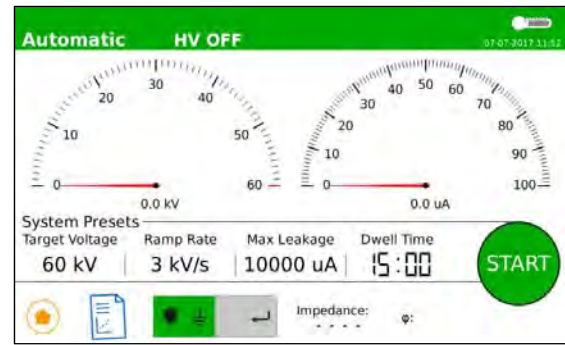 Automatic HV OFF
07-07-2017 11:52
0 10 20 30 40 50 60
0.0 kV
0 10 20 30 40 50 60 70 80 90 100
0.0 uA
System Presets
Target Voltage Ramp Rate Max Leakage Dwell Time
60 kV 3 kV/s 10000 uA 15:00
START
Impedance: φ:
- - - -